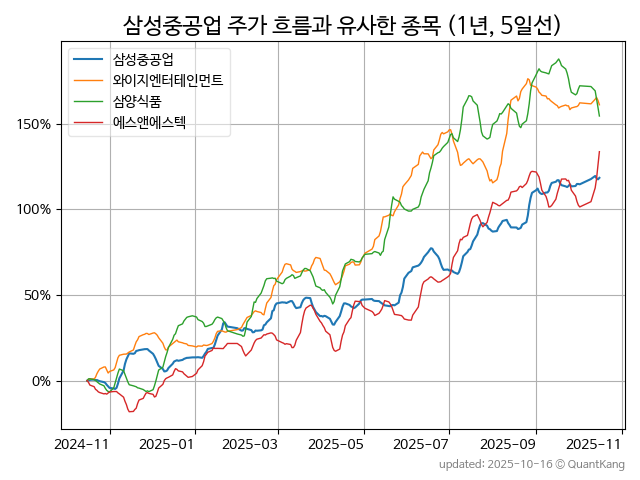 삼성중공업 주가 흐름과 유사한 종목 (1년, 5일선)
삼성중공업
와이지엔터테인먼트
삼양식품
에스앤에스텍
150%
100%
50%
0%
2024-11 2025-01 2025-03 2025-05 2025-07 2025-09 2025-11
updated: 2025-10-16 © QuantKang